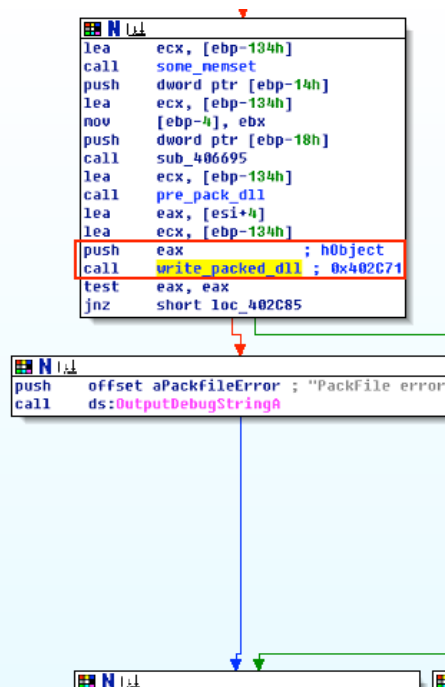 lea ecx, [ebp-134h]
call some_memset
push dword ptr [ebp-14h]
lea ecx, [ebp-134h]
mov [ebp-4], ebx
push dword ptr [ebp-18h]
call sub_406695
lea ecx, [ebp-134h]
call pre_pack_dll
lea eax, [esi+4]
lea ecx, [ebp-134h]
push eax ; hObject
call write_packed_dll ; 0x402C71
test eax, eax
jnz short loc_402C85
push offset aPackfileError ; "PackFile error
call ds:OutputDebugStringA